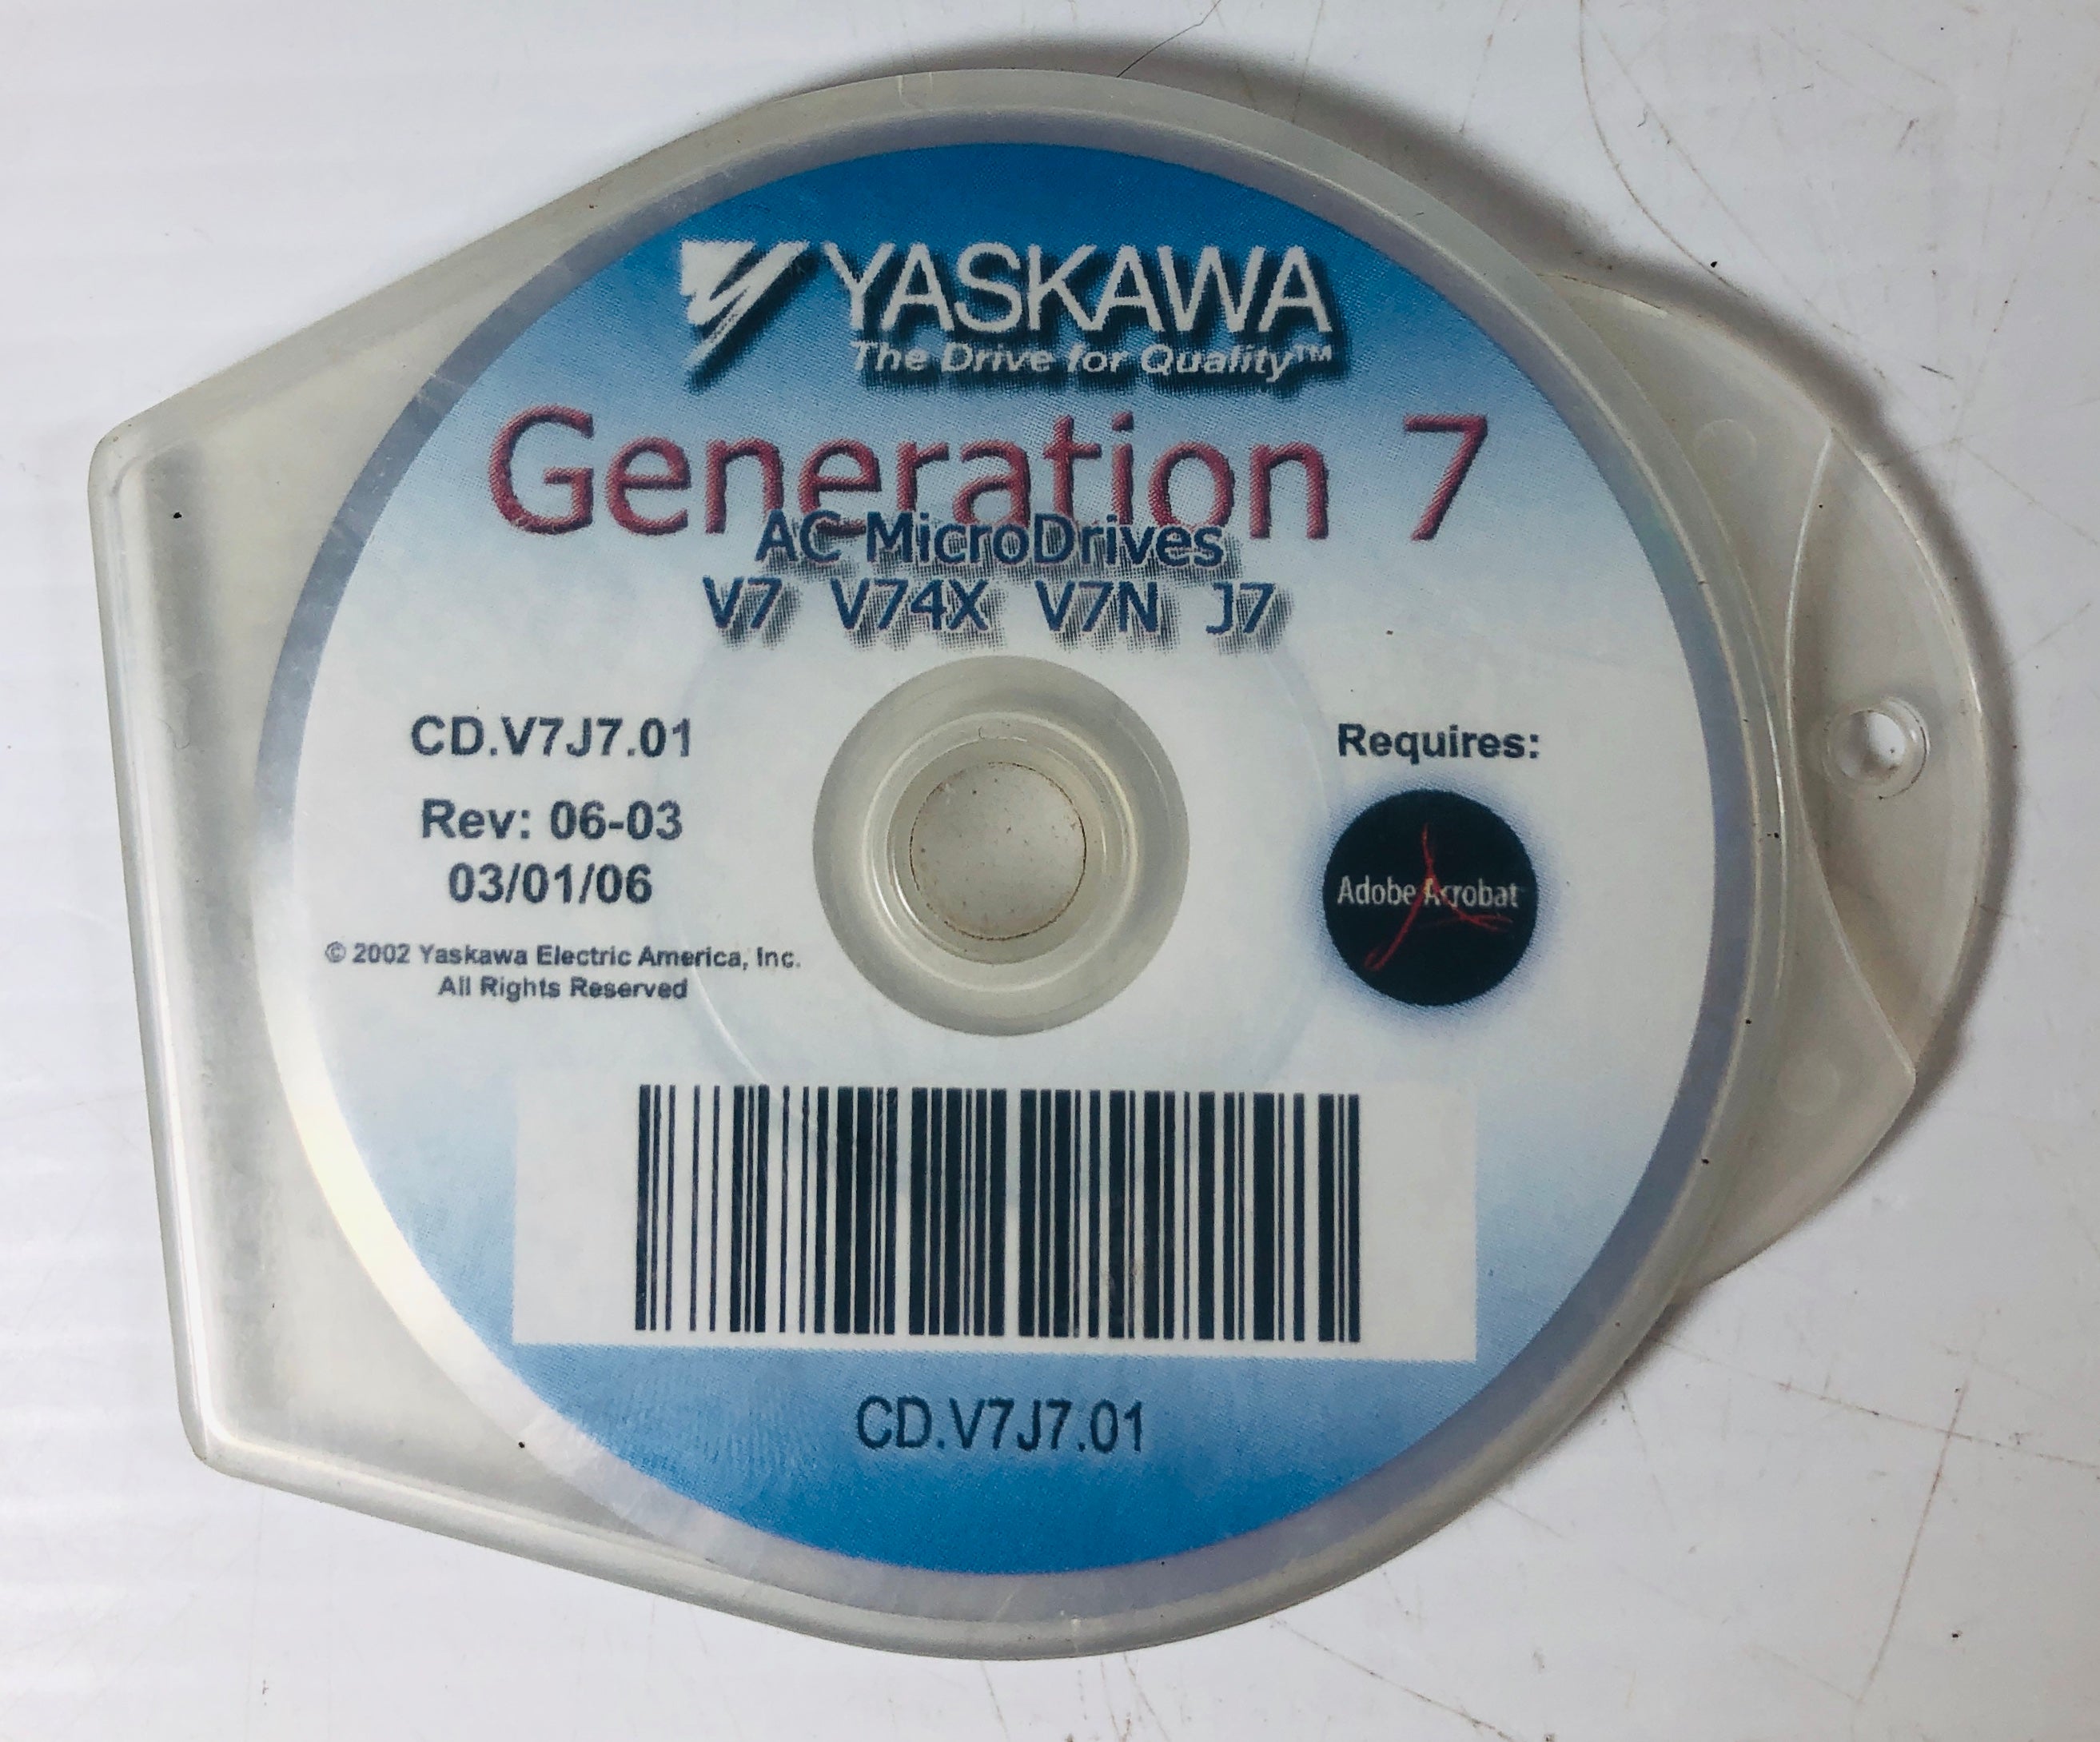 YASKAWA
The Drive for Quality™
Generation 7
AC MicroDrives
V7 V74X V7N J7
CD.V7J7.01
Rev: 06-03
03/01/06
© 2002 Yaskawa Electric America, Inc.
All Rights Reserved
Requires:
Adobe Acrobat
CD.V7J7.01